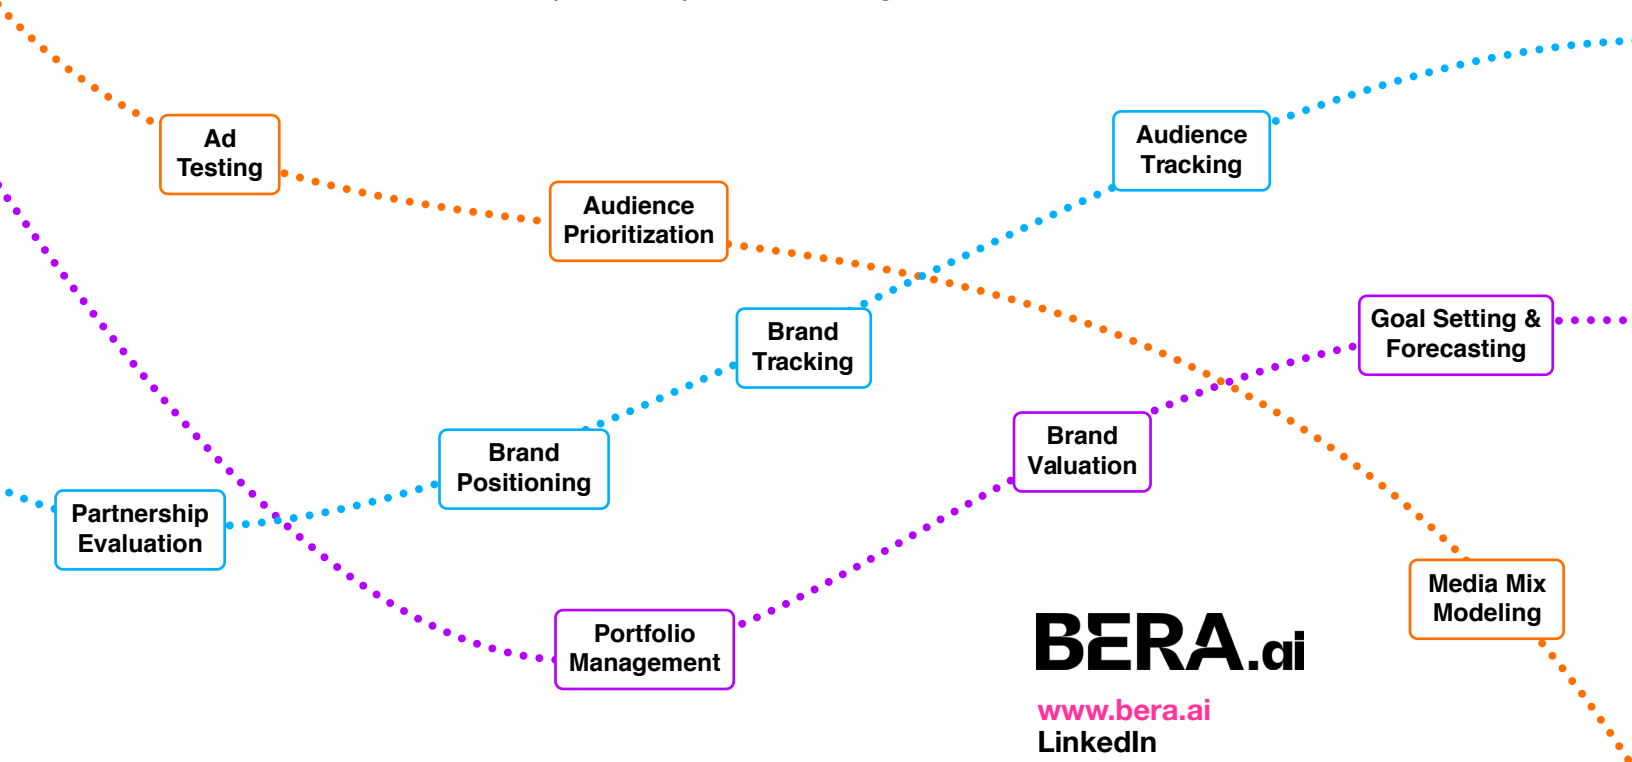 Ad
Testing
Audience
Prioritization
Audience
Tracking
Brand
Tracking
Goal Setting &
Forecasting
Brand
Valuation
Brand
Positioning
Partnership
Evaluation
Portfolio
Management
Media Mix
Modeling
BERA.ai
www.bera.ai
LinkedIn